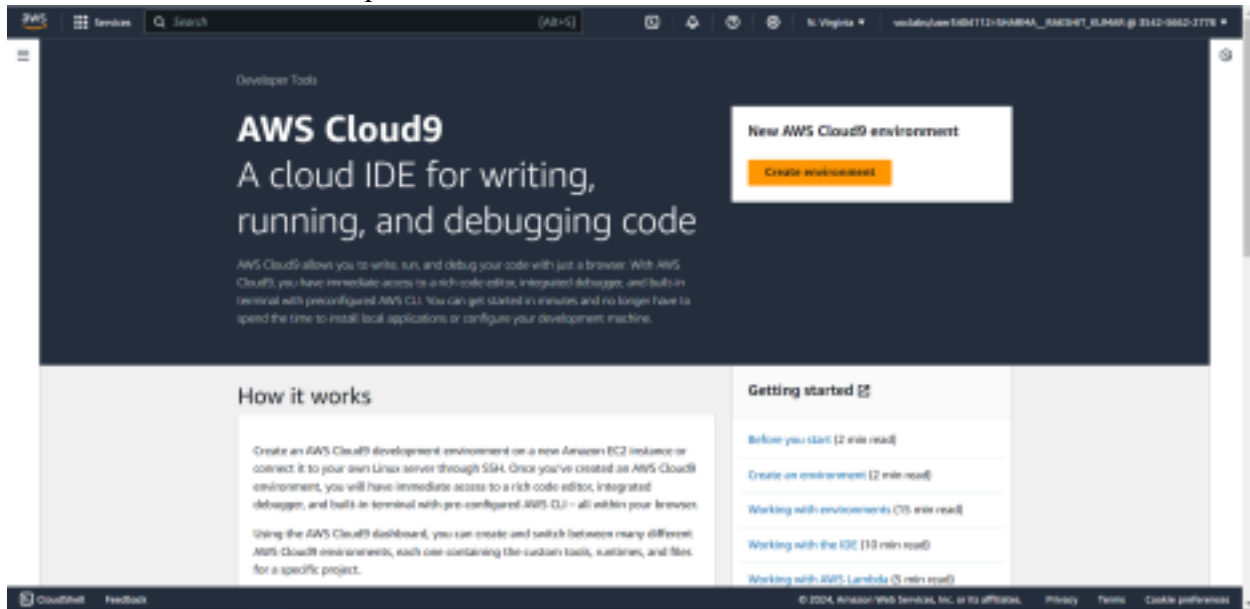 aws
Services
Search
[Alt+S]
N. Virginia
Developer Tools
AWS Cloud9
A cloud IDE for writing,
running, and debugging code
AWS Cloud9 allows you to write, run, and debug your code with just a browser. With AWS
Cloud9, you have immediate access to a rich code editor, integrated debugger, and built-in
terminal with preconfigured AWS CLI. You can get started in minutes and no longer have to
spend the time to install local applications or configure your development machine.
New AWS Cloud9 environment
Create environment
How it works
Create an AWS Cloud9 development environment on a new Amazon EC2 instance or
connect it to your own Linux server through SSH. Once you've created an AWS Cloud9
environment, you will have immediate access to a rich code editor, integrated
debugger, and built-in terminal with pre-configured AWS CLI – all within your browser.
Using the AWS Cloud9 dashboard, you can create and switch between many different
AWS Cloud9 environments, each one containing the custom tools, runtimes, and files
for a specific project.
Getting started
Before you start (2 min read)
Create an environment (2 min read)
Working with environments (15 min read)
Working with the IDE (10 min read)
Working with AWS Lambda (5 min read)
CloudShell
Feedback
© 2024, Amazon Web Services, Inc. or its affiliates.
Privacy
Terms
Cookie preferences